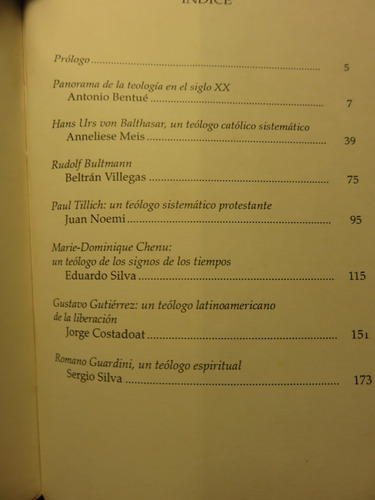 ÍNDICE
Prólogo ........ 5
Panorama de la teología en el siglo XX
Antonio Bentué ........ 7
Hans Urs von Balthasar, un teólogo católico sistemático
Anneliese Meis ........ 39
Rudolf Bultmann
Beltrán Villegas ........ 75
Paul Tillich: un teólogo sistemático protestante
Juan Noemi ........ 95
Marie-Dominique Chenu:
un teólogo de los signos de los tiempos
Eduardo Silva ........ 115
Gustavo Gutiérrez: un teólogo latinoamericano
de la liberación
Jorge Costadoat ........ 151
Romano Guardini, un teólogo espiritual
Sergio Silva ........ 173